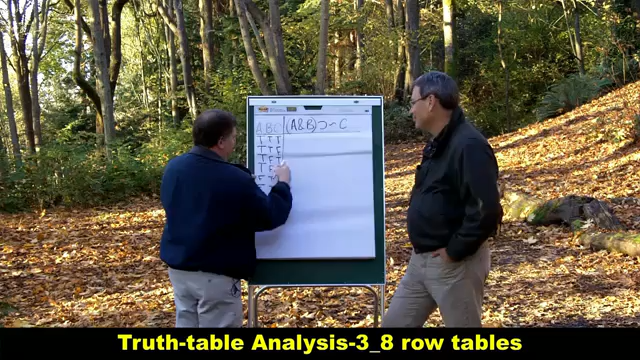 A B C (A&B)⊃~C
T T T
T T F
T F T
T F
F T
Truth-table Analysis-3_8 row tables